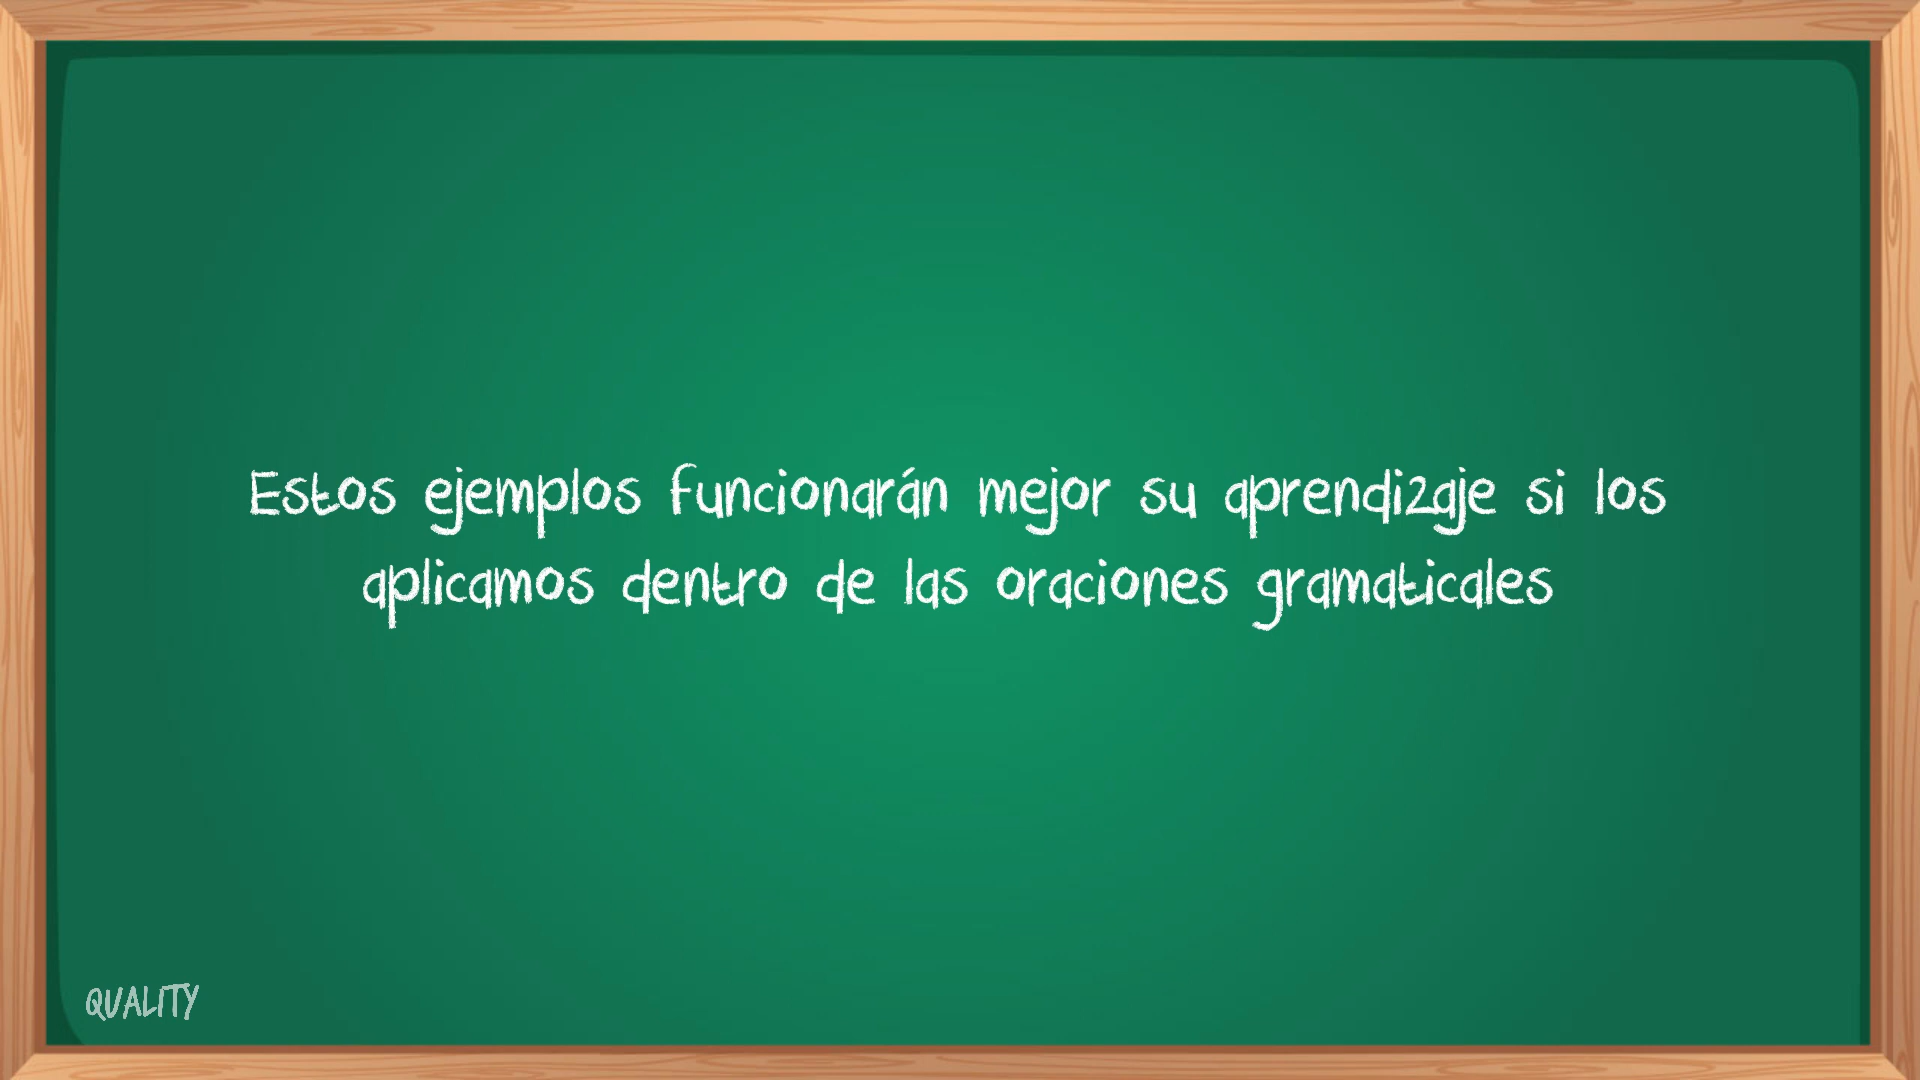 Estos ejemplos funcionarán mejor su aprendizaje si los
aplicamos dentro de las oraciones gramaticales
QUALITY